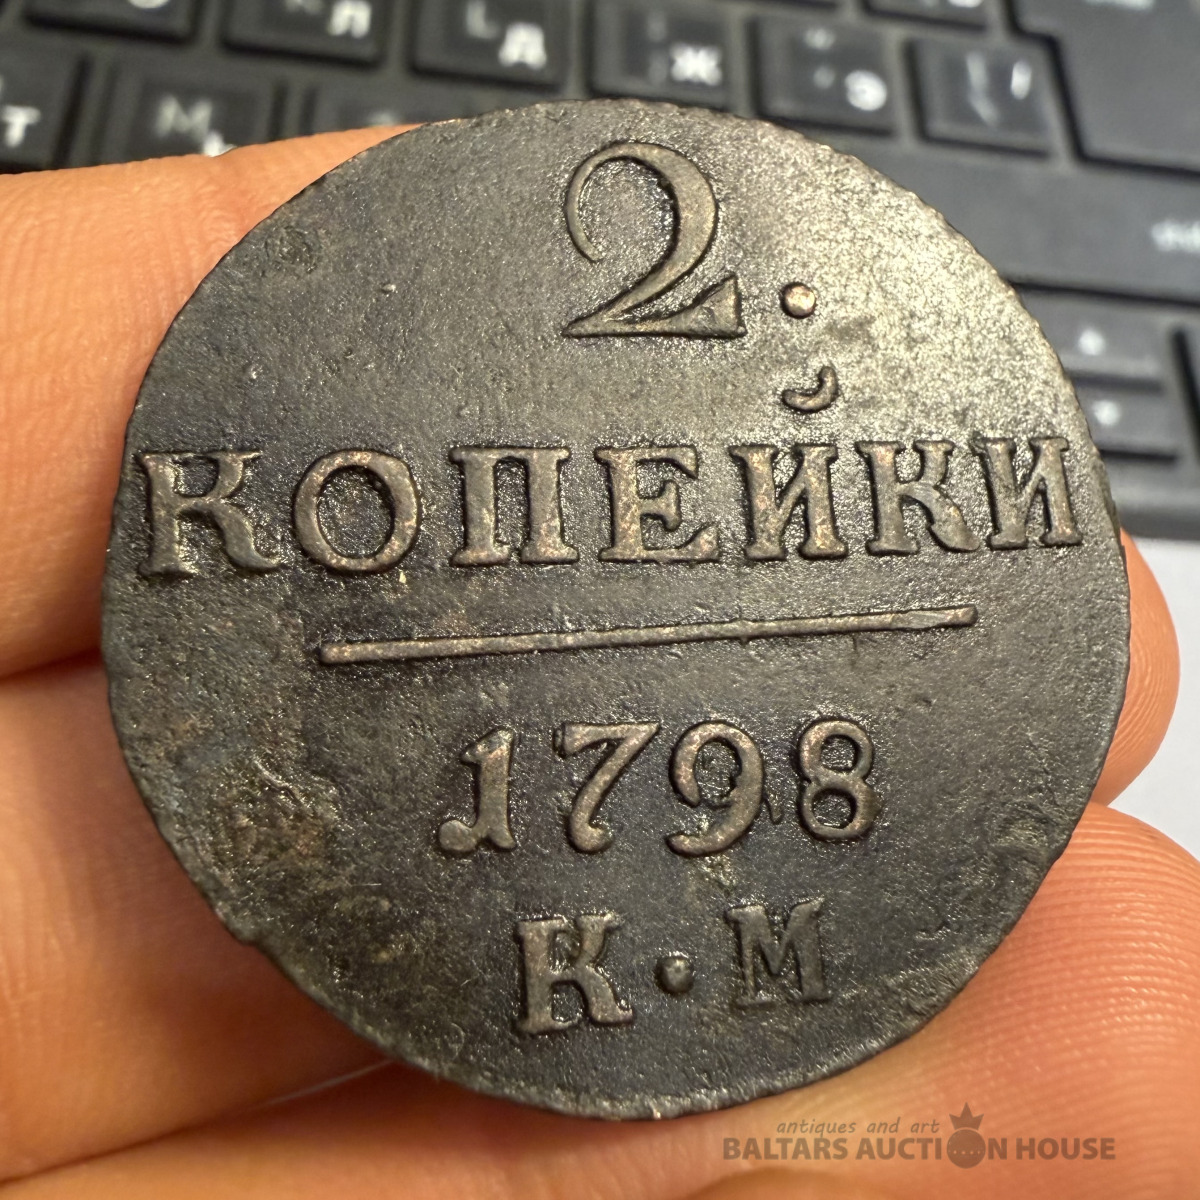 Л Д Ж Э
Т Ь
2.
КОПЕЙКИ
1798
К•М
antiques and art
BALTARS AUCTION HOUSE